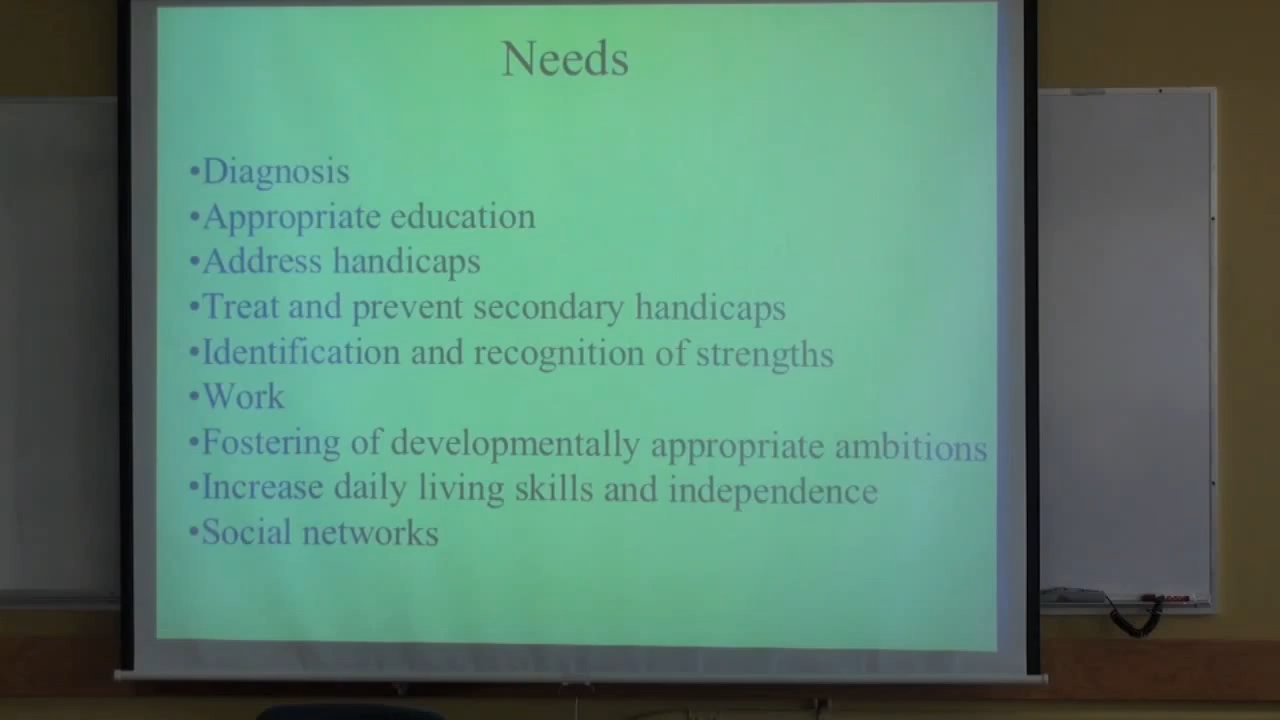 Needs
•Diagnosis
•Appropriate education
•Address handicaps
•Treat and prevent secondary handicaps
•Identification and recognition of strengths
•Work
•Fostering of developmentally appropriate ambitions
•Increase daily living skills and independence
•Social networks